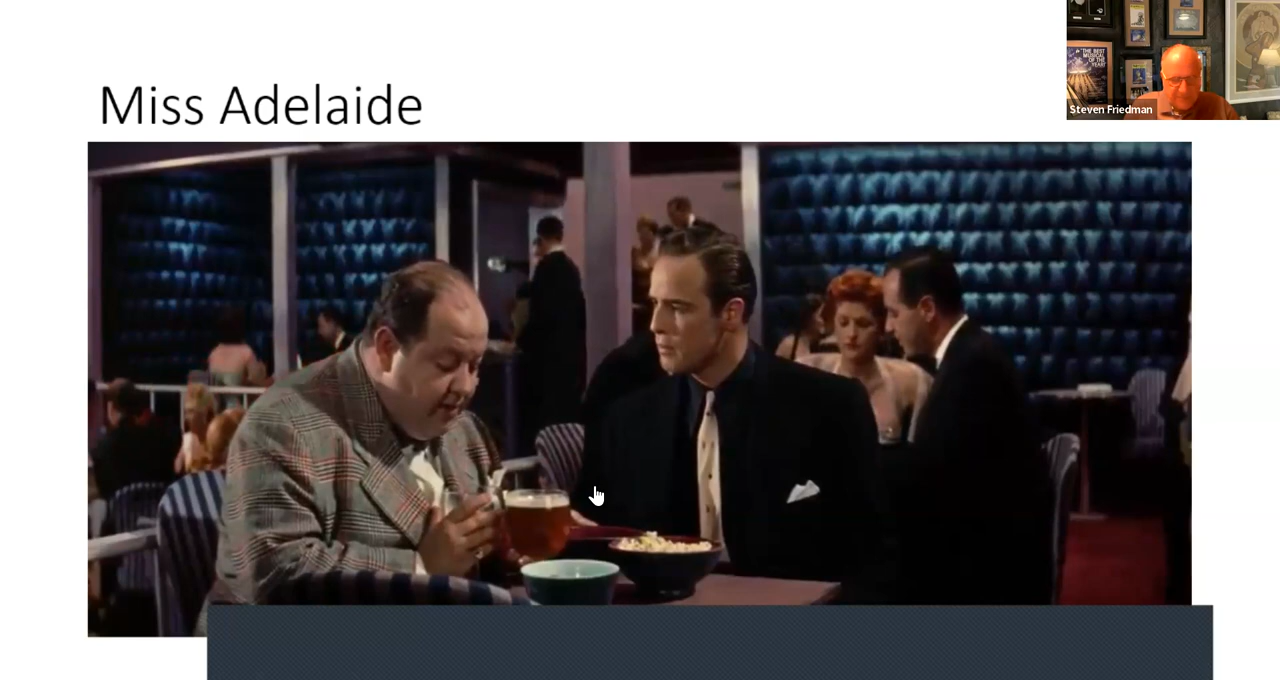 Miss Adelaide
THE BEST
MUSICAL
OF THE
YEAR!
Steven Friedman